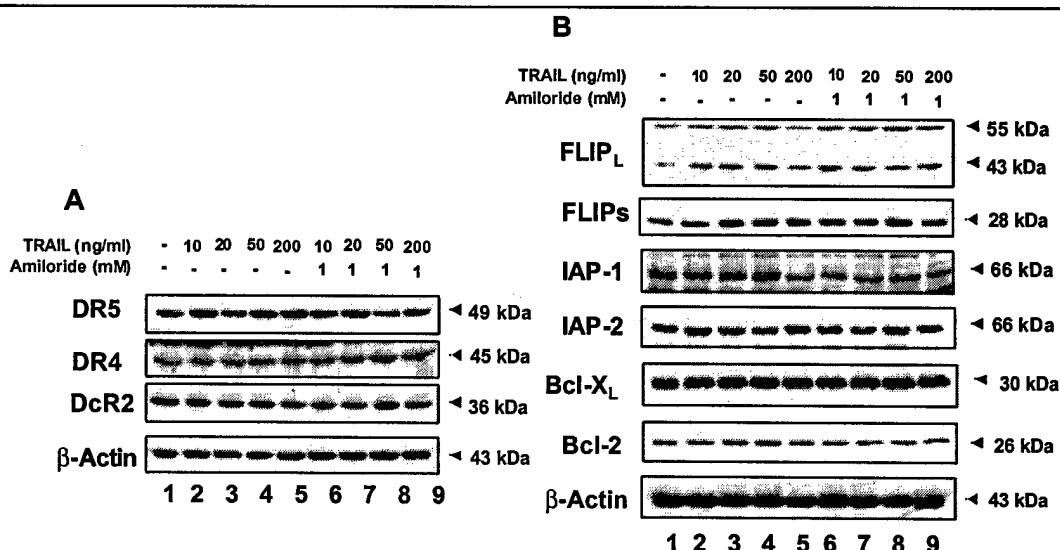 A
TRAIL (ng/ml) - 10 20 50 200 10 20 50 200
Amiloride (mM) - - - - - 1 1 1 1
DR5 ◄ 49 kDa
DR4 ◄ 45 kDa
DcR2 ◄ 36 kDa
β-Actin ◄ 43 kDa
1 2 3 4 5 6 7 8 9
B
TRAIL (ng/ml) - 10 20 50 200 10 20 50 200
Amiloride (mM) - - - - - 1 1 1 1
FLIPL ◄ 55 kDa
◄ 43 kDa
FLIPs ◄ 28 kDa
IAP-1 ◄ 66 kDa
IAP-2 ◄ 66 kDa
Bcl-XL ◄ 30 kDa
Bcl-2 ◄ 26 kDa
β-Actin ◄ 43 kDa
1 2 3 4 5 6 7 8 9